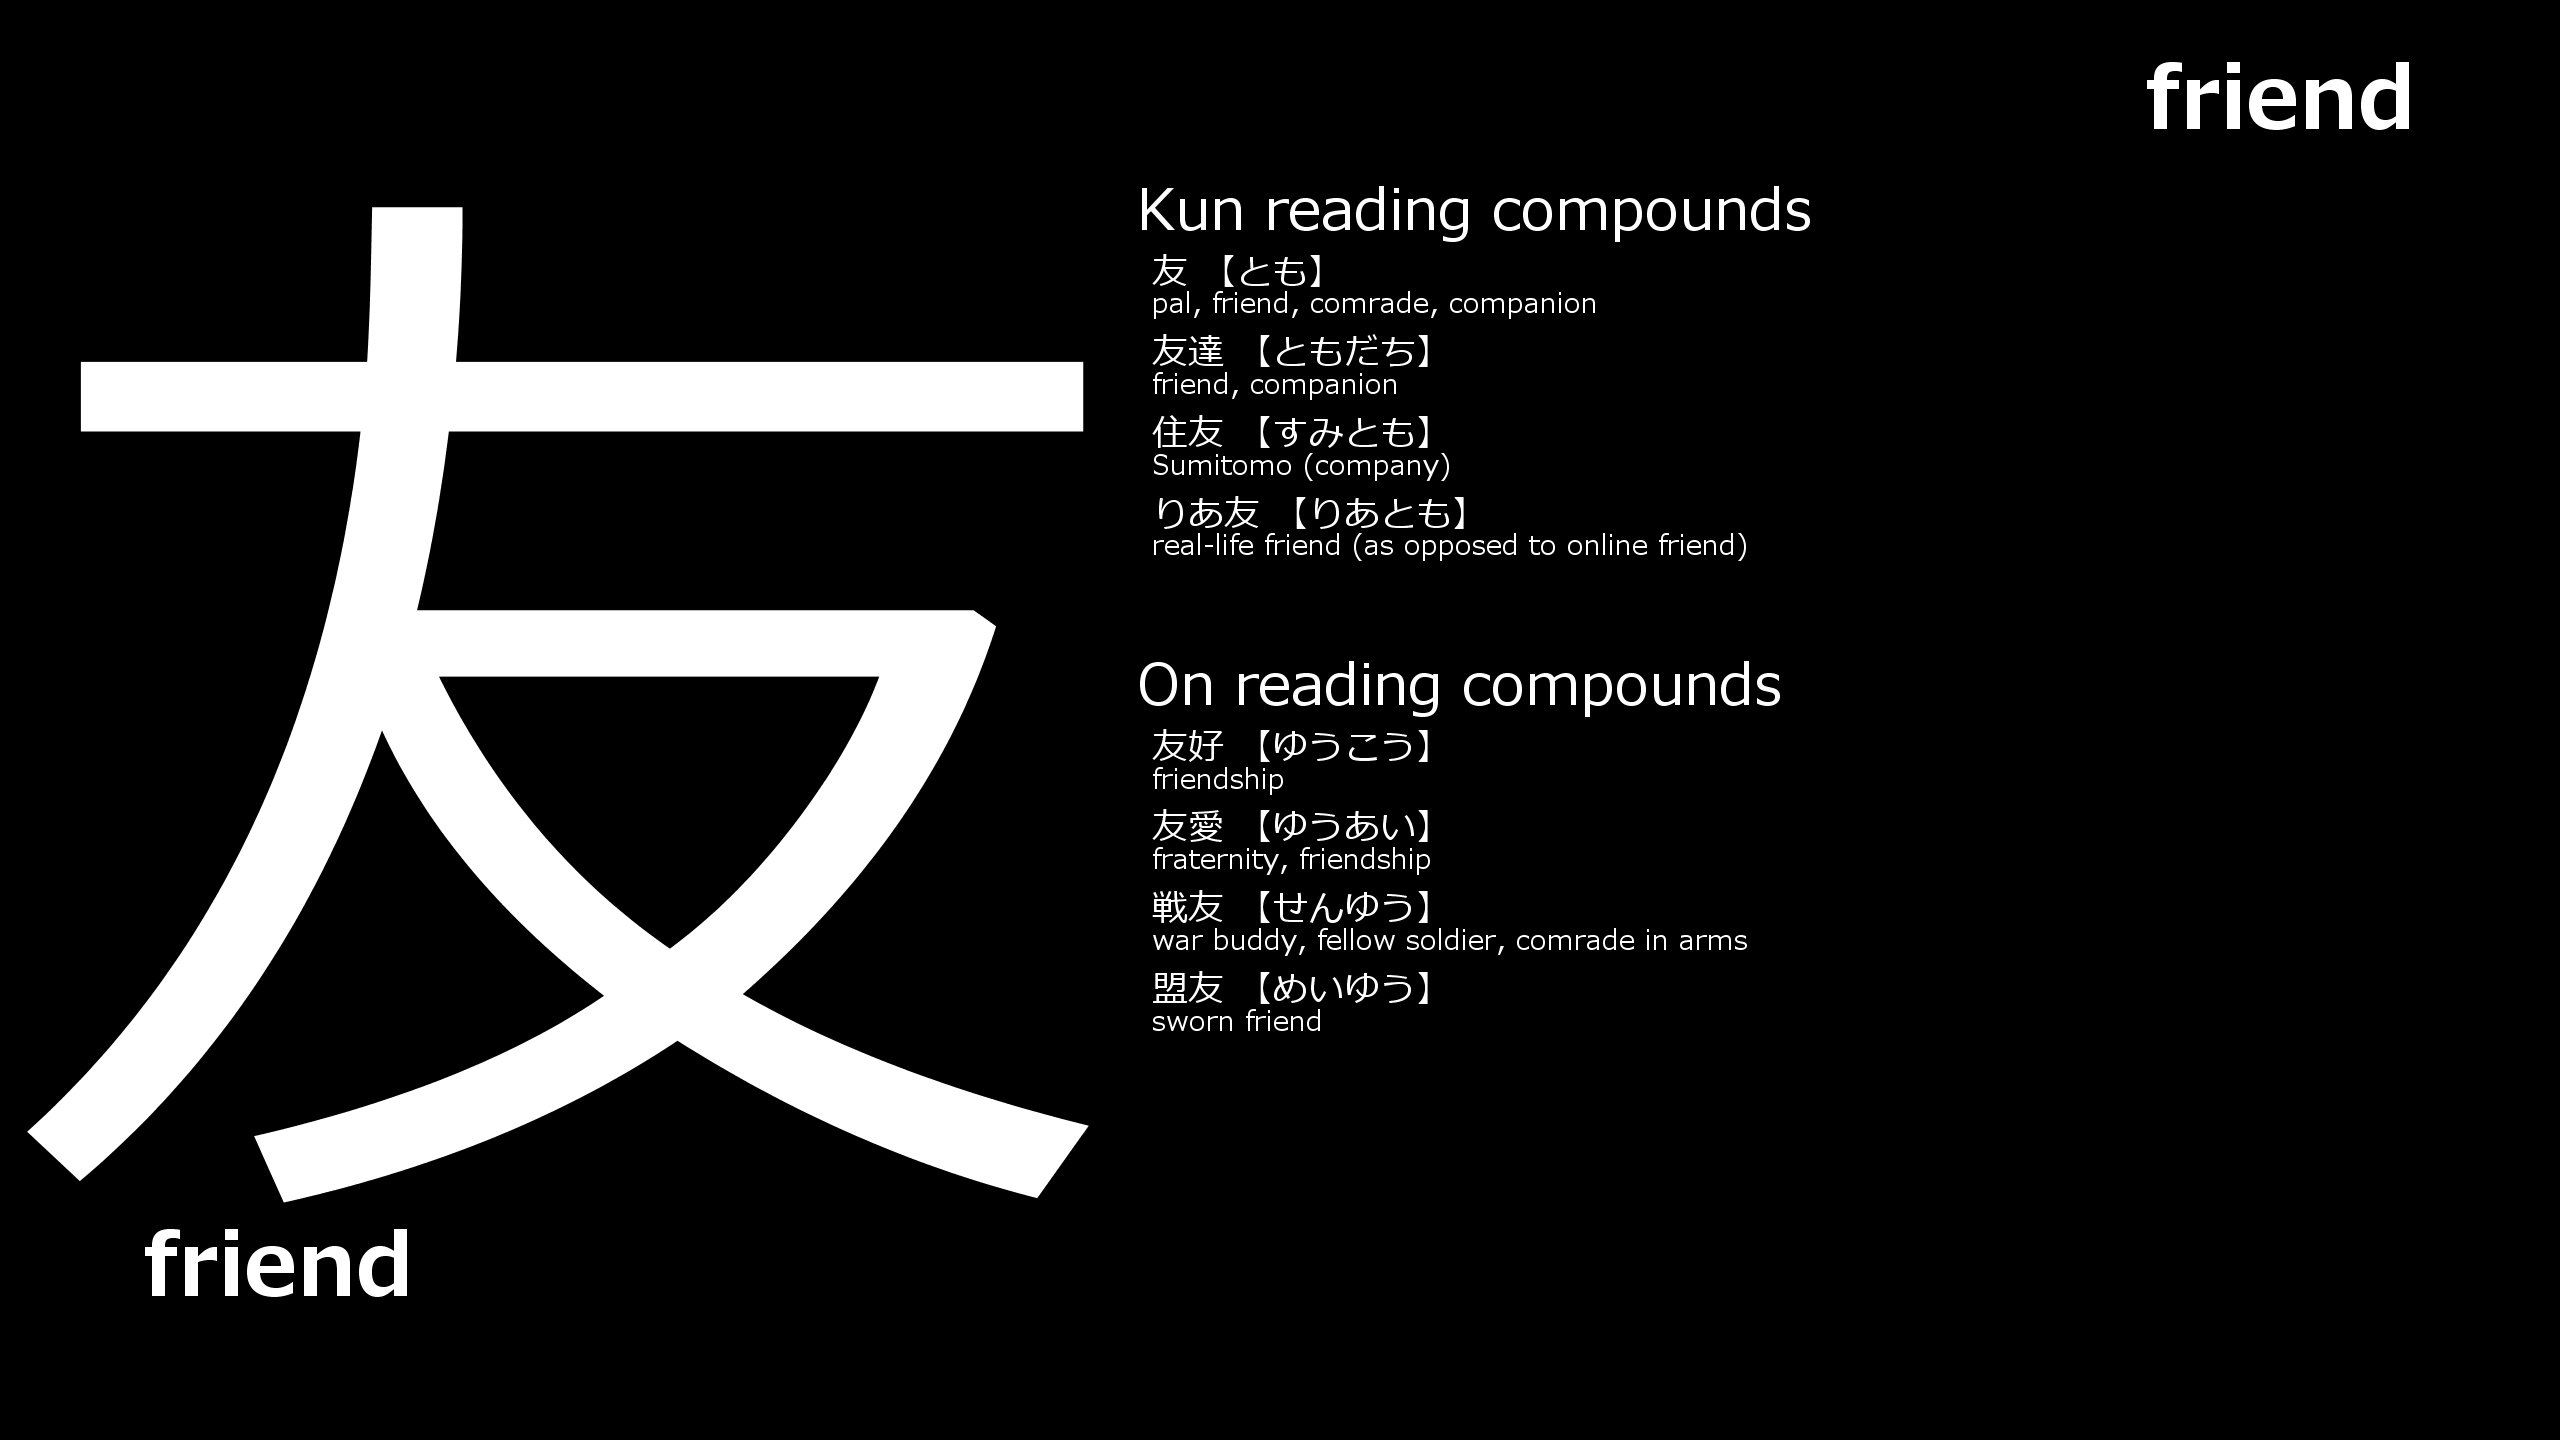 friend
友
friend
Kun reading compounds
友 【とも】
pal, friend, comrade, companion
友達 【ともだち】
friend, companion
住友 【すみとも】
Sumitomo (company)
りあ友 【りあとも】
real-life friend (as opposed to online friend)
On reading compounds
友好 【ゆうこう】
friendship
友愛 【ゆうあい】
fraternity, friendship
戦友 【せんゆう】
war buddy, fellow soldier, comrade in arms
盟友 【めいゆう】
sworn friend